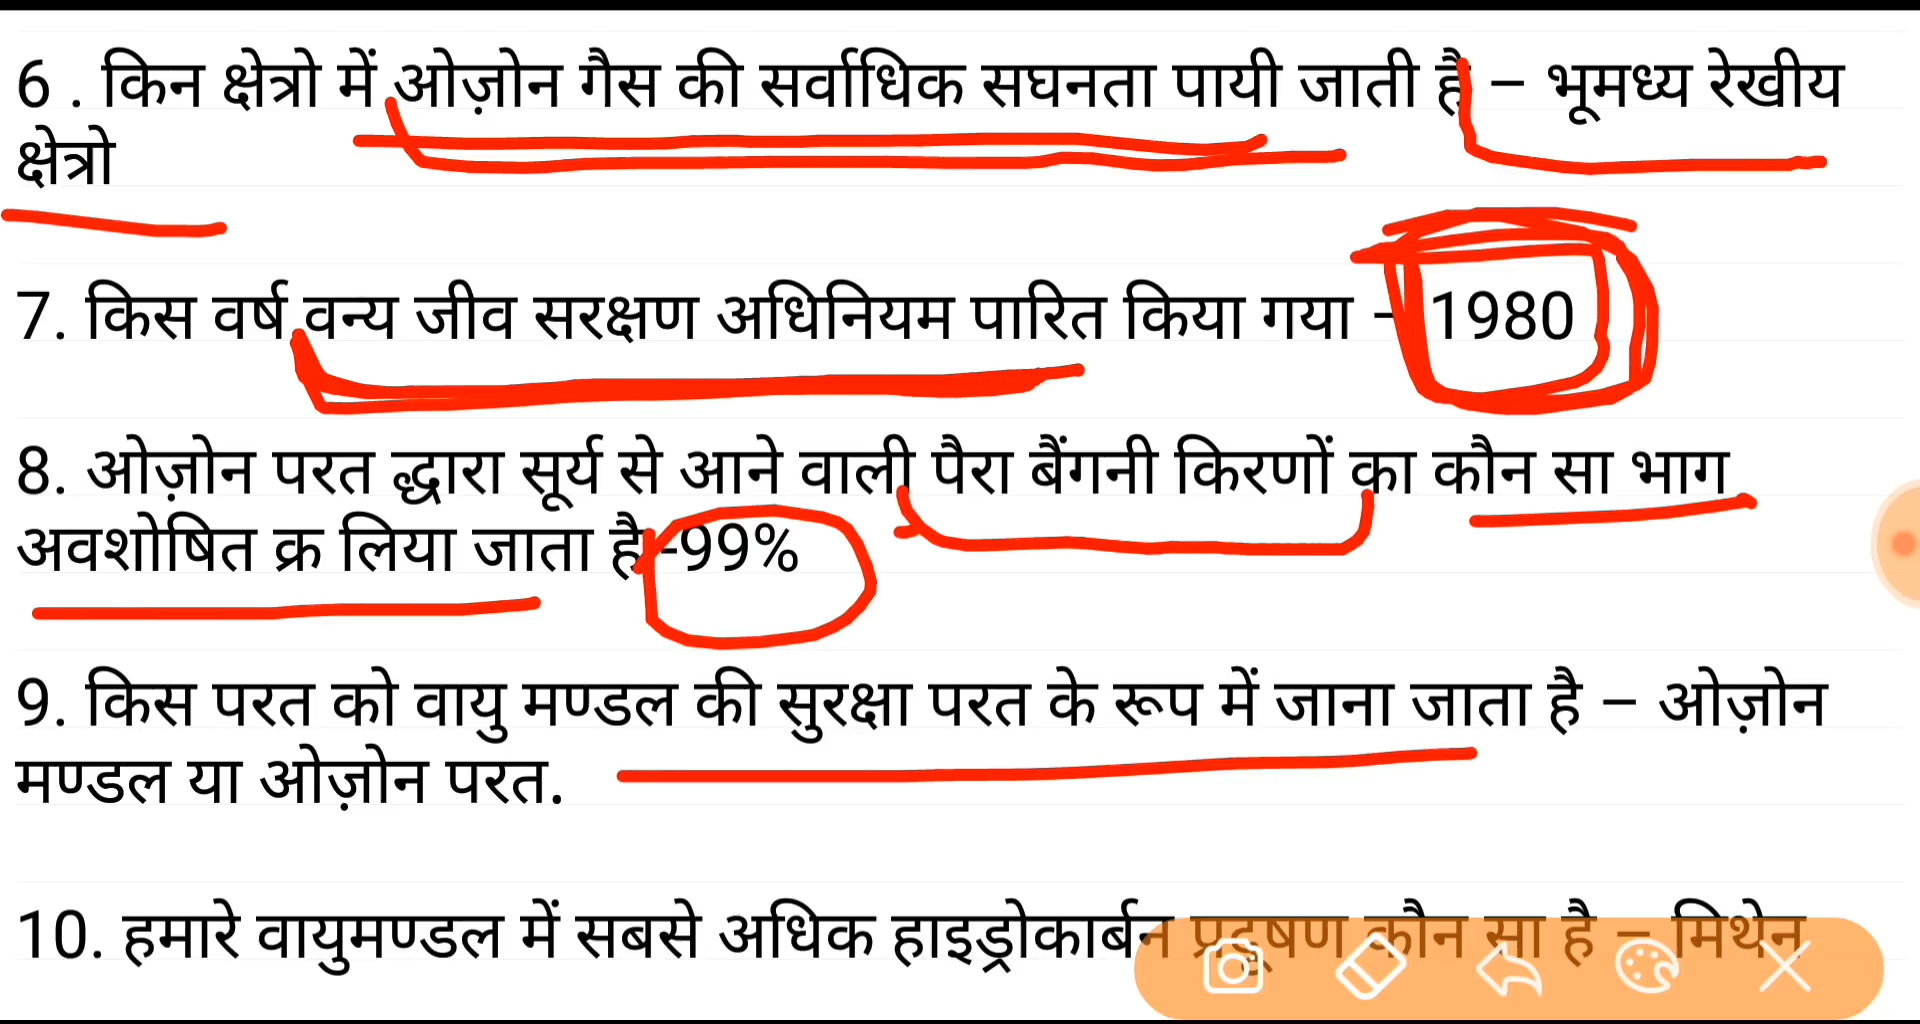 6 . किन क्षेत्रो में ओज़ोन गैस की सर्वाधिक सघनता पायी जाती है – भूमध्य रेखीय
क्षेत्रो
7. किस वर्ष वन्य जीव सरक्षण अधिनियम पारित किया गया - 1980
8. ओज़ोन परत द्धारा सूर्य से आने वाली पैरा बैंगनी किरणों का कौन सा भाग
अवशोषित क्र लिया जाता है -99%
9. किस परत को वायु मण्डल की सुरक्षा परत के रूप में जाना जाता है – ओज़ोन
मण्डल या ओज़ोन परत.
10. हमारे वायुमण्डल में सबसे अधिक हाइड्रोकार्बन प्रदूषण कौन सा है – मिथेन